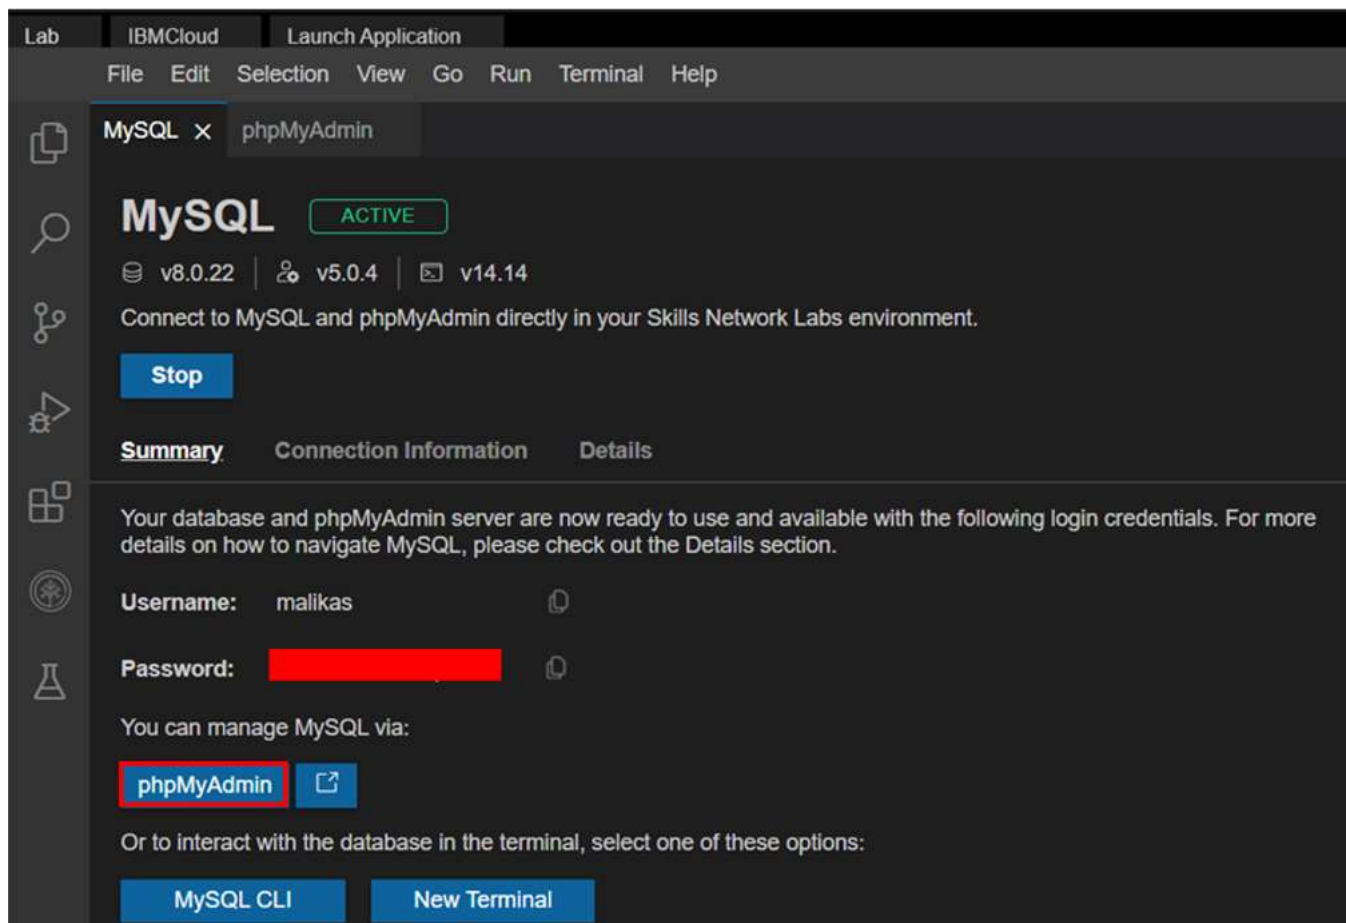 Lab IBMCloud Launch Application
File Edit Selection View Go Run Terminal Help
MySQL × phpMyAdmin
MySQL ACTIVE
v8.0.22 v5.0.4 v14.14
Connect to MySQL and phpMyAdmin directly in your Skills Network Labs environment.
Stop
Summary Connection Information Details
Your database and phpMyAdmin server are now ready to use and available with the following login credentials. For more
details on how to navigate MySQL, please check out the Details section.
Username: malikas
Password:
You can manage MySQL via:
phpMyAdmin
Or to interact with the database in the terminal, select one of these options:
MySQL CLI New Terminal